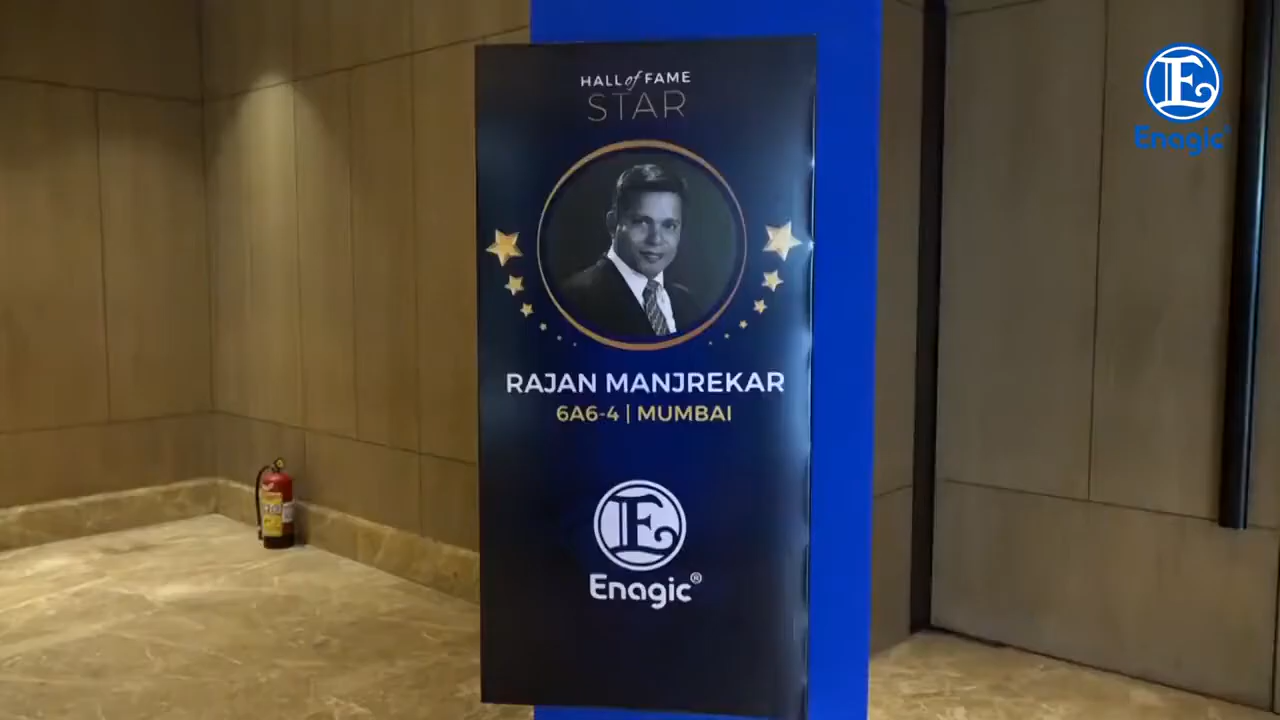 HALL of FAME
STAR
RAJAN MANJREKAR
6A6-4 | MUMBAI
E
Enagic®
E
Enagic®